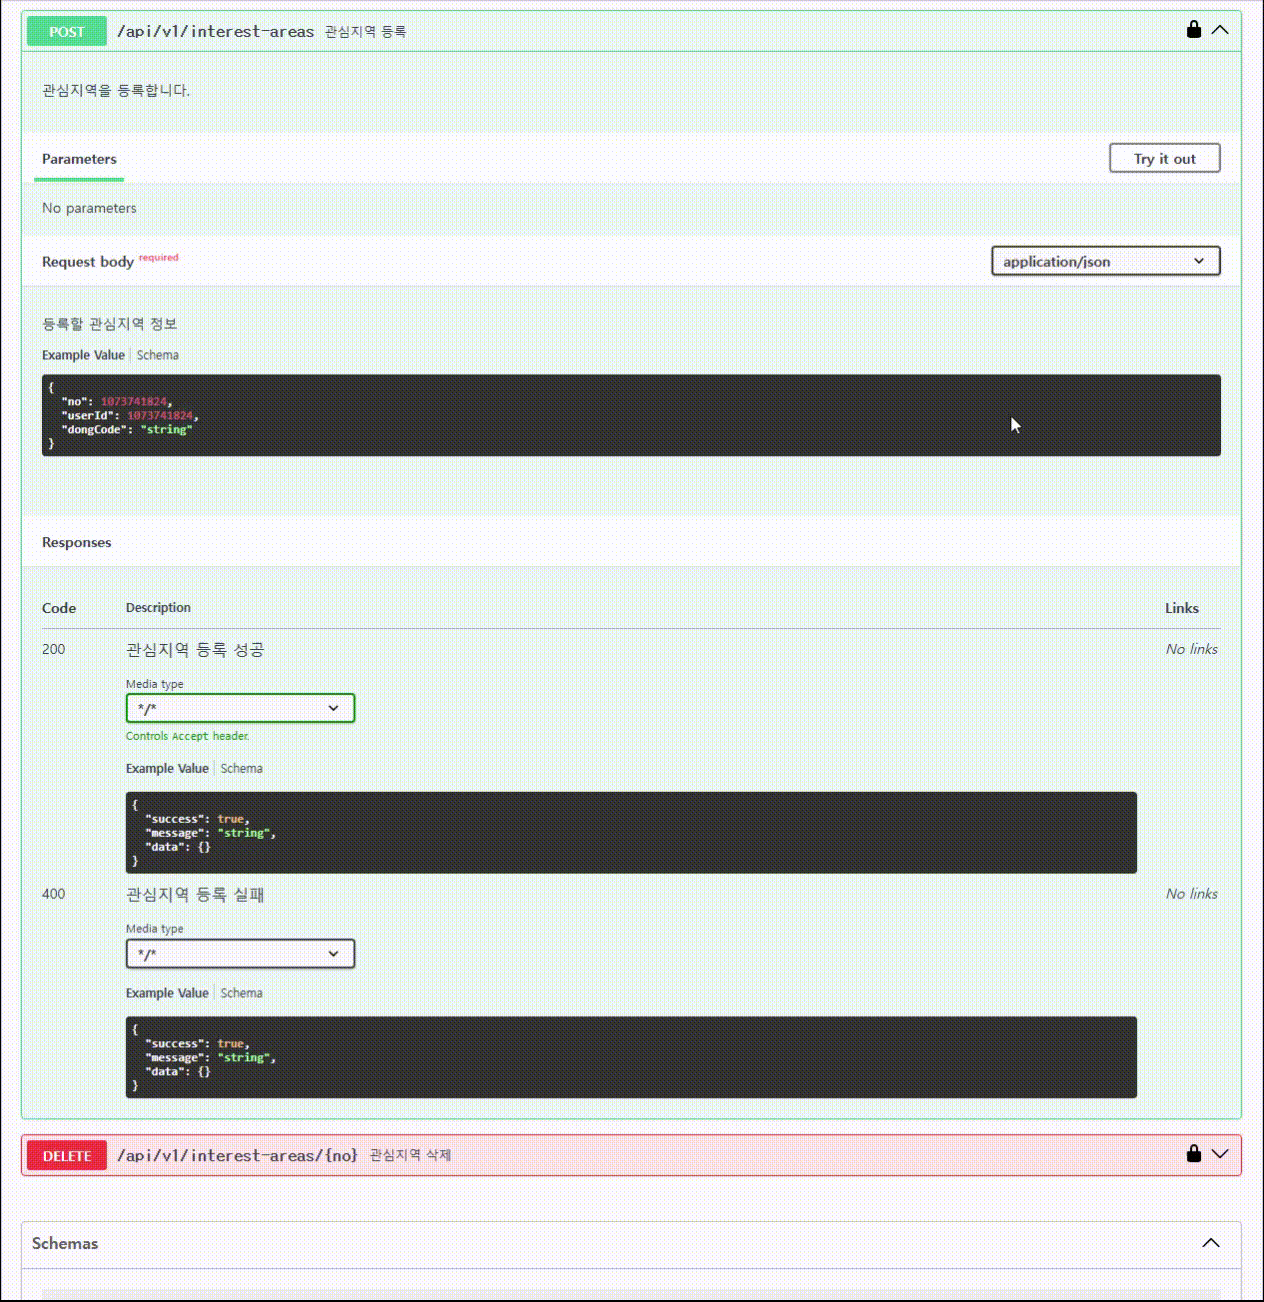 POST /api/v1/interest-areas 관심지역 등록
관심지역을 등록합니다.
Parameters
Try it out
No parameters
Request body required
application/json
등록할 관심지역 정보
Example Value | Schema
{
  "no": 1073741824,
  "userId": 1073741824,
  "dongCode": "string"
}
Responses
Code Description Links
200 관심지역 등록 성공 No links
Media type
*/*
Controls Accept header.
Example Value | Schema
{
  "success": true,
  "message": "string",
  "data": {}
}
400 관심지역 등록 실패 No links
Media type
*/*
Example Value | Schema
{
  "success": true,
  "message": "string",
  "data": {}
}
DELETE /api/v1/interest-areas/{no} 관심지역 삭제
Schemas